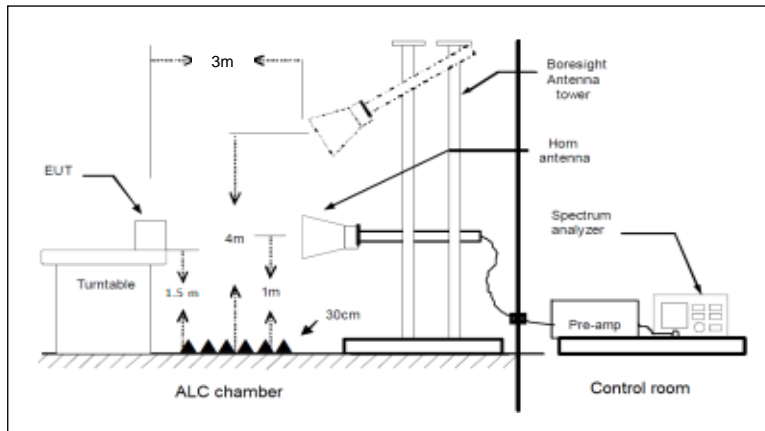 3m
Boresight
Antenna
tower
Horn
antenna
EUT
Spectrum
analyzer
4m
Turntable
1.5 m
1m
30cm
Pre-amp
ALC chamber
Control room